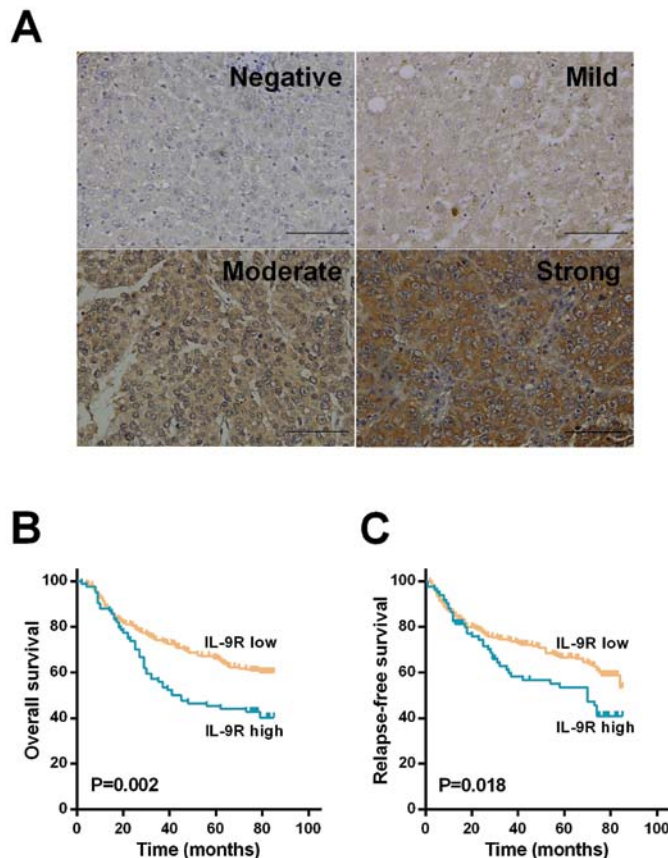 A
Negative
Mild
Moderate
Strong
B
100
80
60
40
20
0
Overall survival
IL-9R low
IL-9R high
P=0.002
0 20 40 60 80 100
Time (months)
C
100
80
60
40
20
0
Relapse-free survival
IL-9R low
IL-9R high
P=0.018
0 20 40 60 80 100
Time (months)